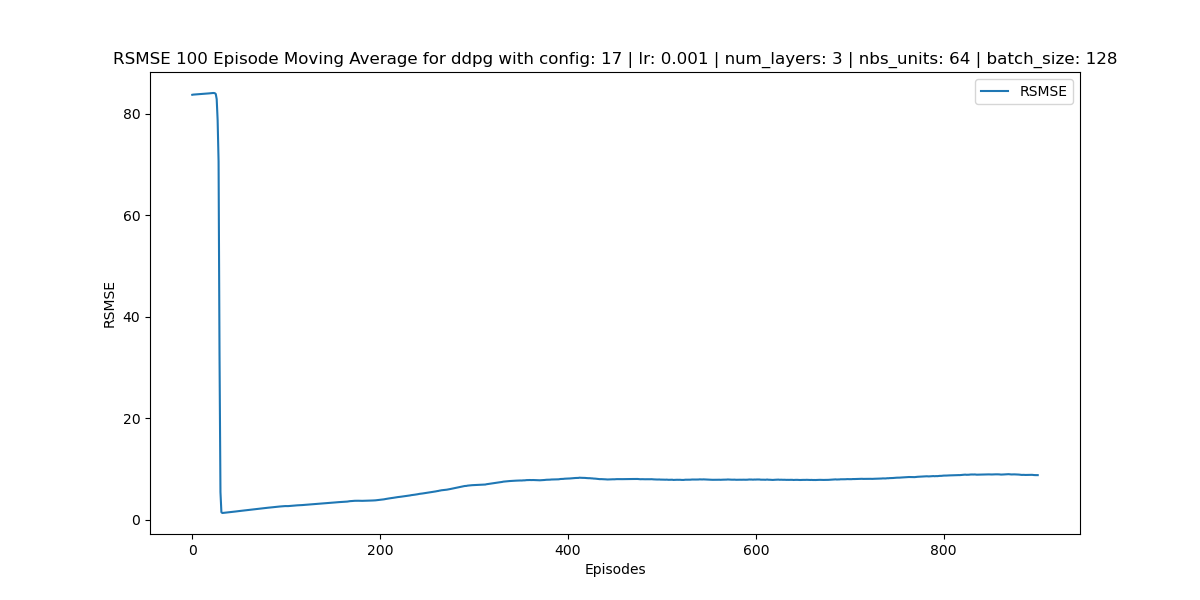 RSMSE 100 Episode Moving Average for ddpg with config: 17 | lr: 0.001 | num_layers: 3 | nbs_units: 64 | batch_size: 128
RSMSE
80
60
40
20
0
RSMSE
0 200 400 600 800
Episodes